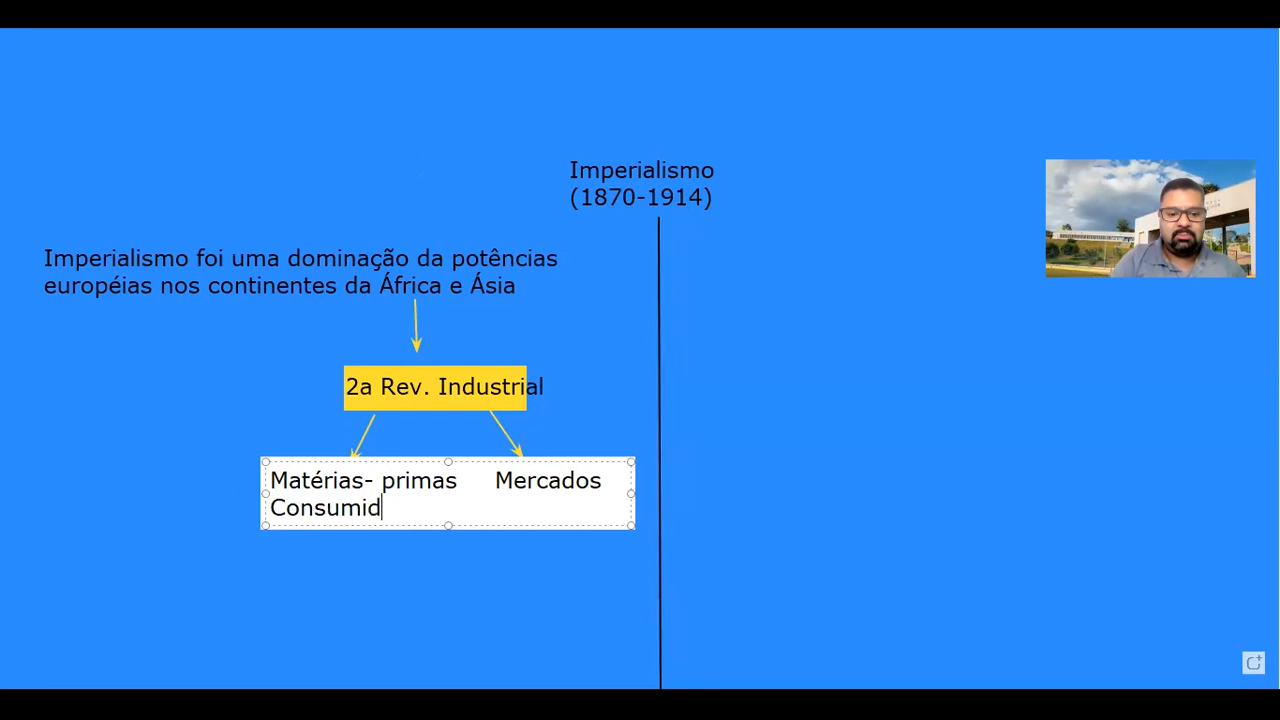 Imperialismo
(1870-1914)
Imperialismo foi uma dominação da potências
européias nos continentes da África e Ásia
2a Rev. Industrial
Matérias- primas Mercados
Consumid